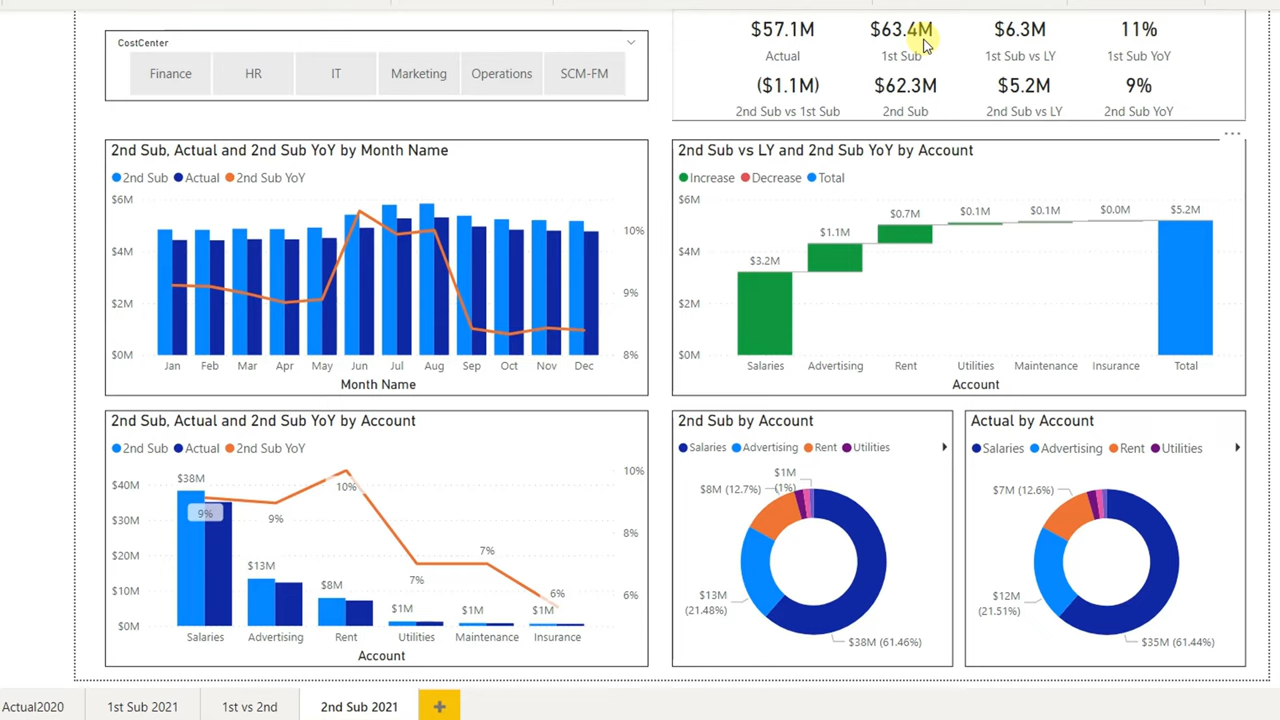 CostCenter
Finance HR IT Marketing Operations SCM-FM
$57.1M $63.4M $6.3M 11%
Actual 1st Sub 1st Sub vs LY 1st Sub YoY
($1.1M) $62.3M $5.2M 9%
2nd Sub vs 1st Sub 2nd Sub 2nd Sub vs LY 2nd Sub YoY
2nd Sub, Actual and 2nd Sub YoY by Month Name
2nd Sub Actual 2nd Sub YoY
$6M
$4M 10%
$2M 9%
$0M 8%
Jan Feb Mar Apr May Jun Jul Aug Sep Oct Nov Dec
Month Name
2nd Sub vs LY and 2nd Sub YoY by Account
Increase Decrease Total
$6M
$4M
$2M
$0M
$3.2M $1.1M $0.7M $0.1M $0.1M $0.0M $5.2M
Salaries Advertising Rent Utilities Maintenance Insurance Total
Account
2nd Sub, Actual and 2nd Sub YoY by Account
2nd Sub Actual 2nd Sub YoY
$40M 10%
$30M 8%
$20M
$10M 6%
$0M
$38M $13M $8M $1M $1M $1M
9% 9% 10% 7% 7% 6%
Salaries Advertising Rent Utilities Maintenance Insurance
Account
2nd Sub by Account
Salaries Advertising Rent Utilities
$1M
(1%)
$8M (12.7%)
$13M
(21.48%)
$38M (61.46%)
Actual by Account
Salaries Advertising Rent Utilities
$7M (12.6%)
$12M
(21.51%)
$35M (61.44%)
Actual2020 1st Sub 2021 1st vs 2nd 2nd Sub 2021 +